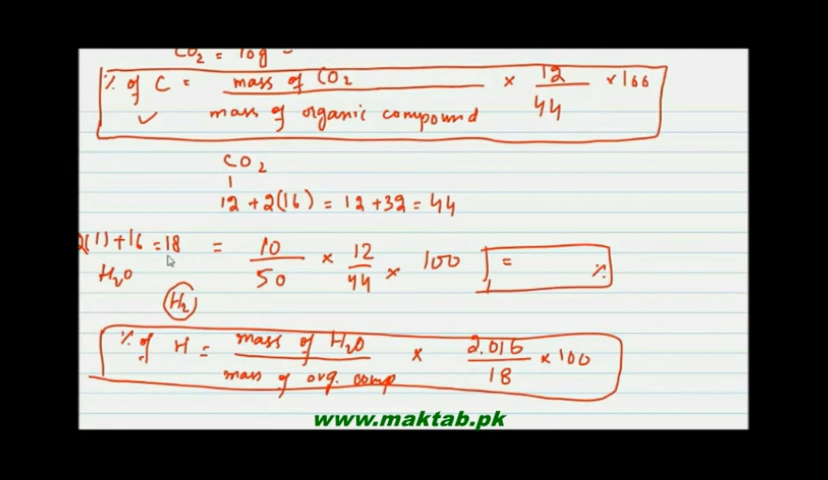 CO2 = 10g
% of C = mass of CO2 / mass of organic compound × 12/44 × 100
CO2
12 + 2(16) = 12 + 32 = 44
2(1) + 16 = 18 = 10/50 × 12/44 × 100 = %
H2O
H2
% of H = mass of H2O / mass of org. comp × 2.016/18 × 100
www.maktab.pk